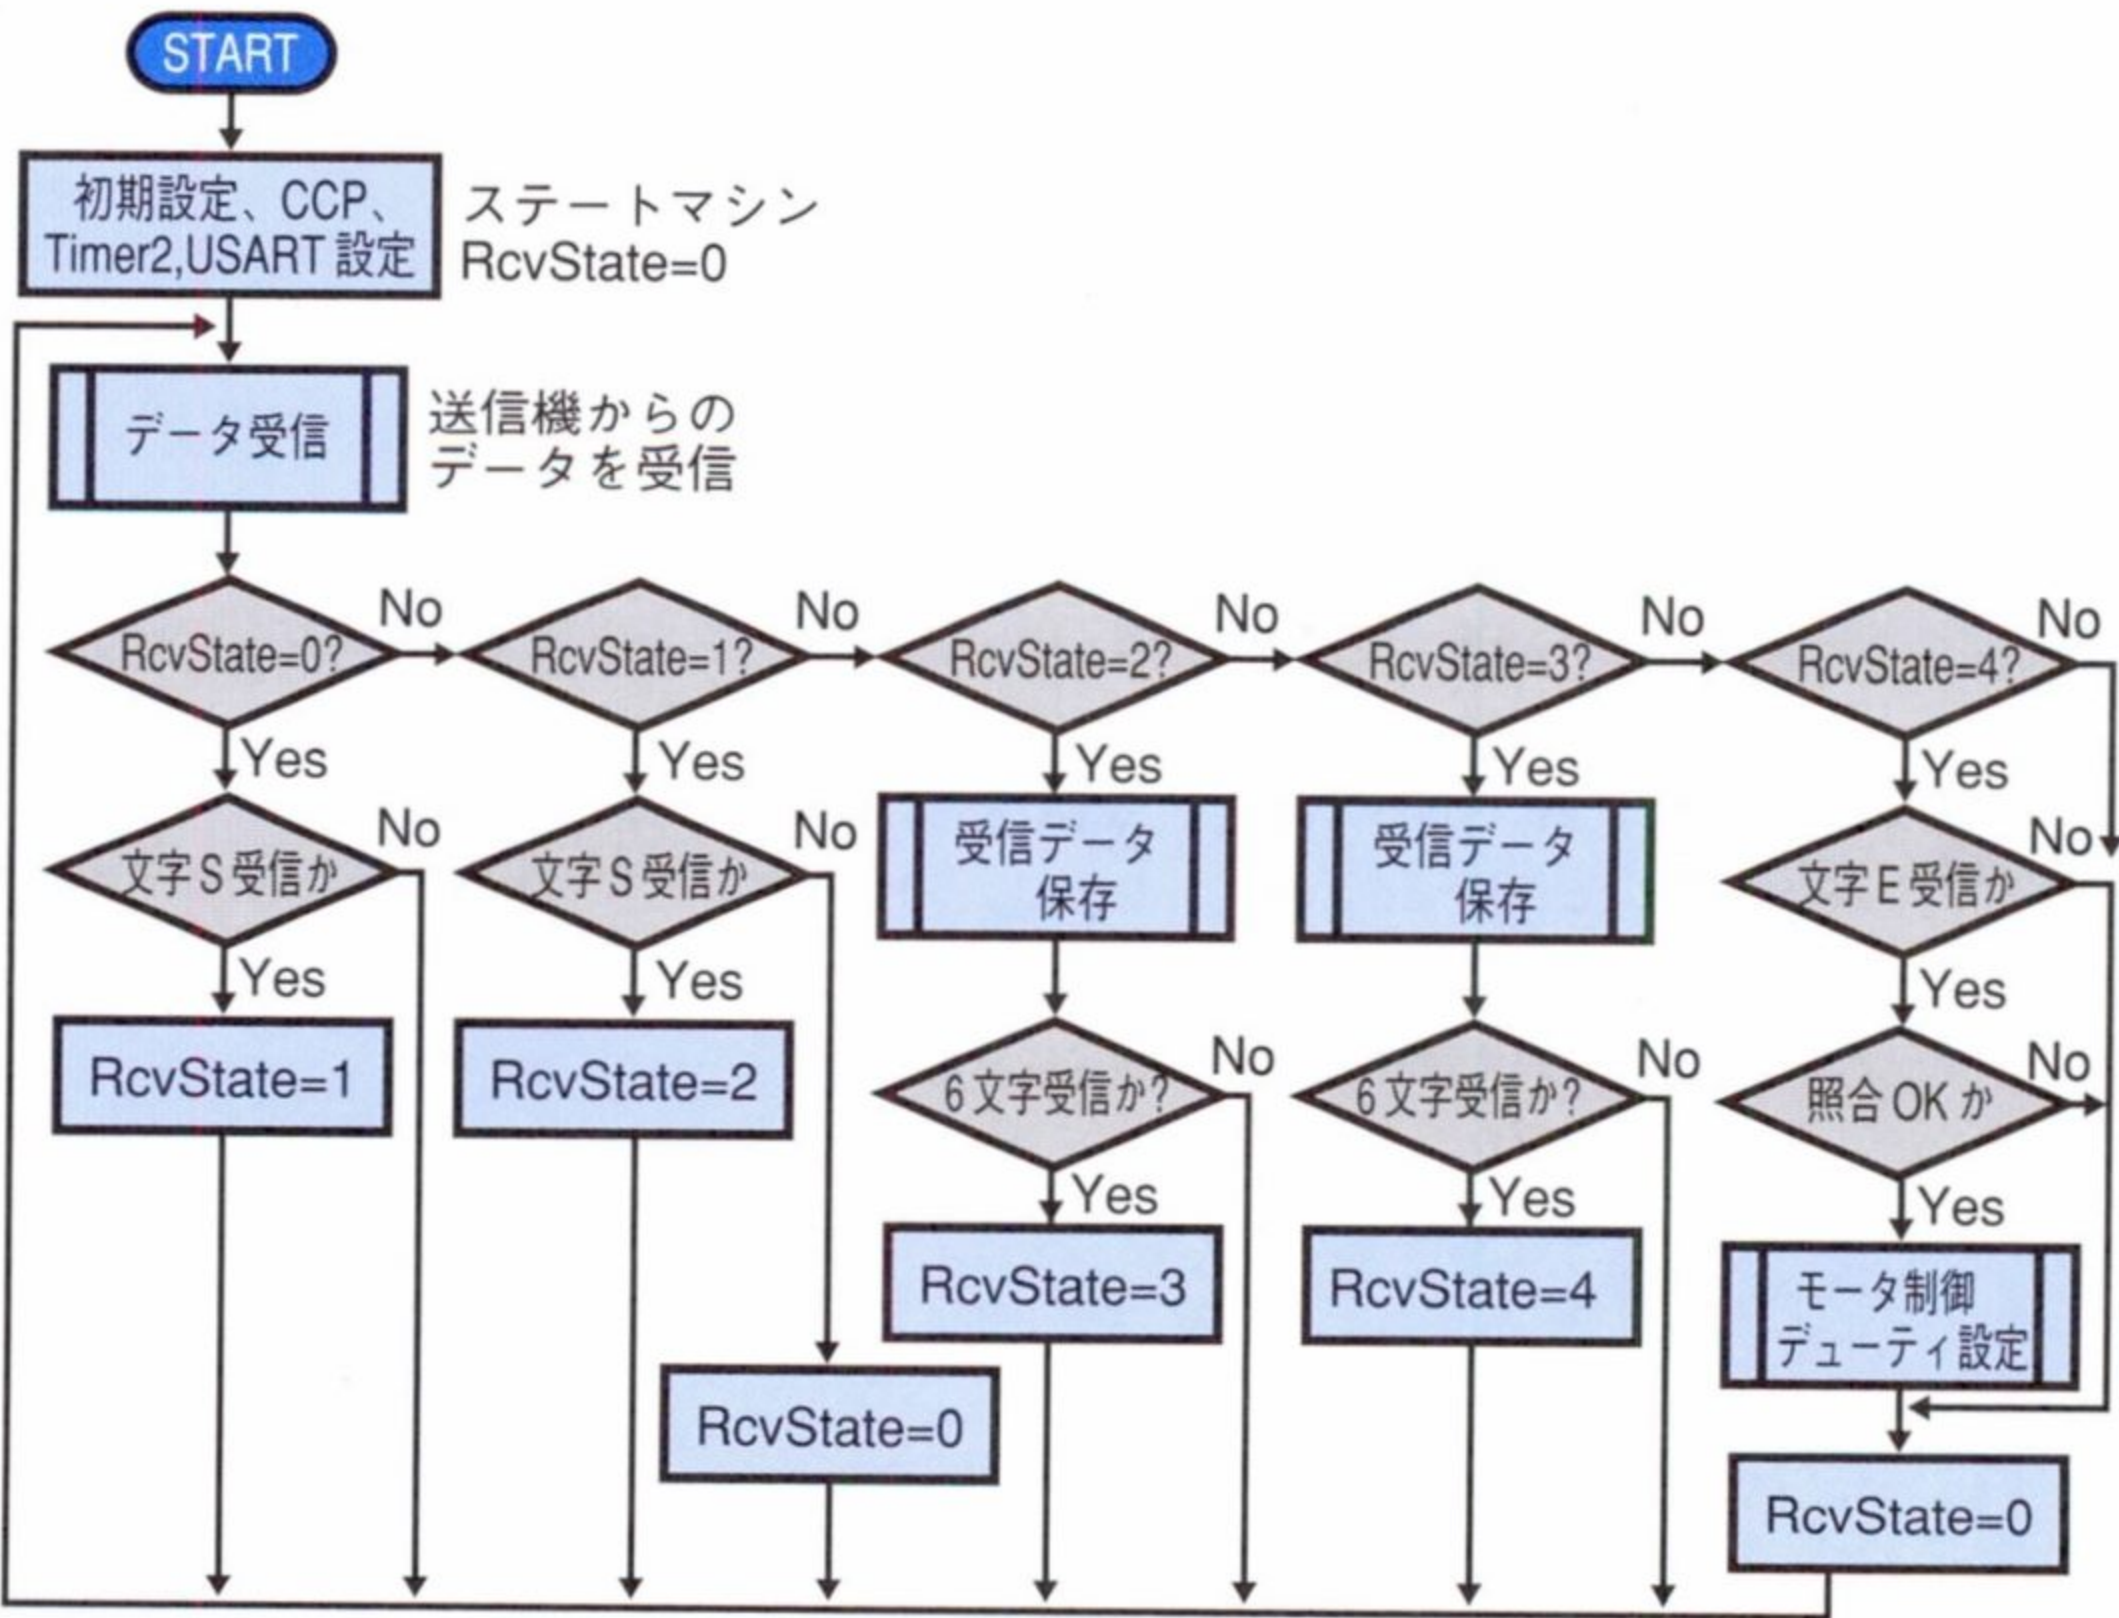 START
初期設定、CCP、
Timer2,USART 設定
ステートマシン
RcvState=0
データ受信
送信機からの
データを受信
RcvState=0?
No
RcvState=1?
No
RcvState=2?
No
RcvState=3?
No
RcvState=4?
No
Yes
Yes
Yes
Yes
Yes
文字 S 受信か
No
文字 S 受信か
No
受信データ
保存
受信データ
保存
文字 E 受信か
No
Yes
Yes
Yes
RcvState=1
RcvState=2
6 文字受信か?
No
6 文字受信か?
No
照合 OK か
No
Yes
Yes
Yes
RcvState=3
RcvState=4
モータ制御
デューティ設定
RcvState=0
RcvState=0